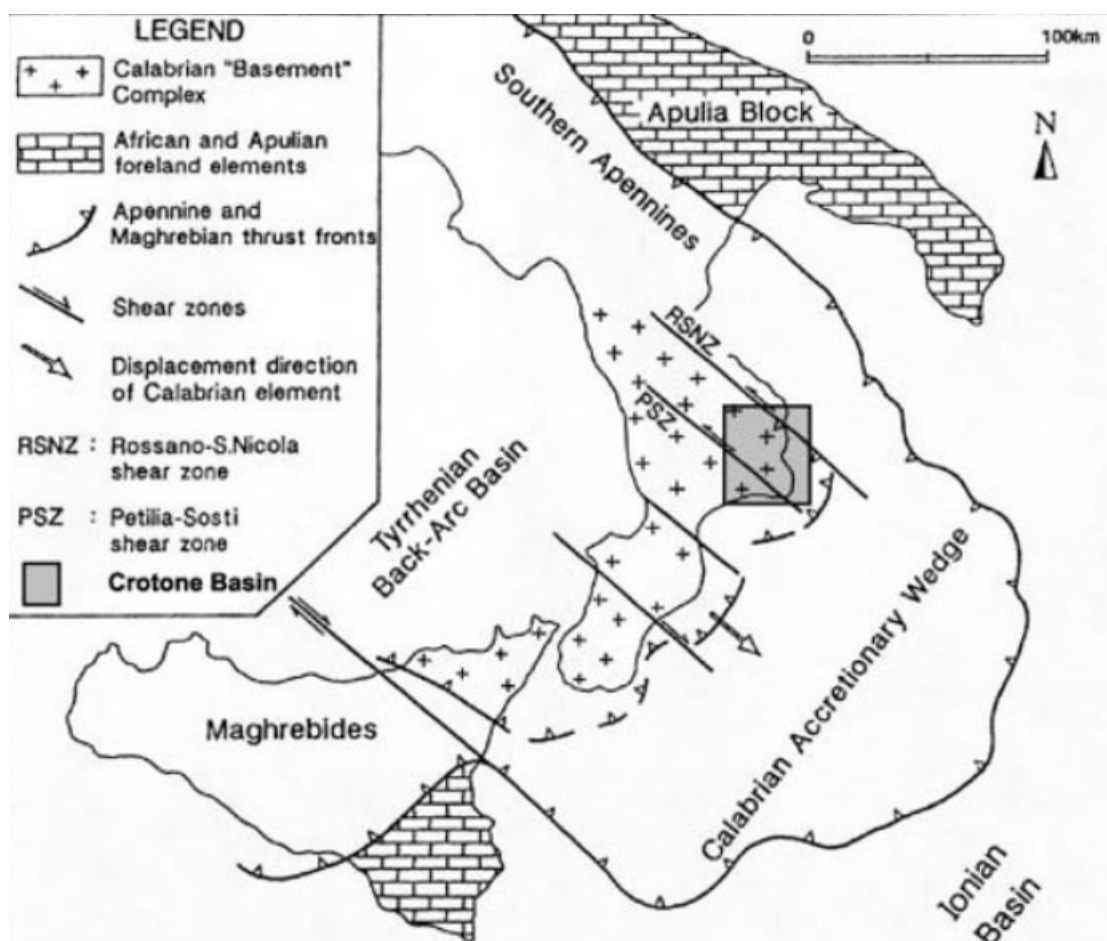 LEGEND
Calabrian "Basement"
Complex
African and Apulian
foreland elements
Apennine and
Maghrebian thrust fronts
Shear zones
Displacement direction
of Calabrian element
RSNZ : Rossano-S.Nicola
shear zone
PSZ : Petilia-Sosti
shear zone
Crotone Basin
0 100km
N
Apulia Block
Southern Apennines
RSNZ
PSZ
Tyrrhenian
Back-Arc Basin
Maghrebides
Calabrian Accretionary Wedge
Ionian
Basin